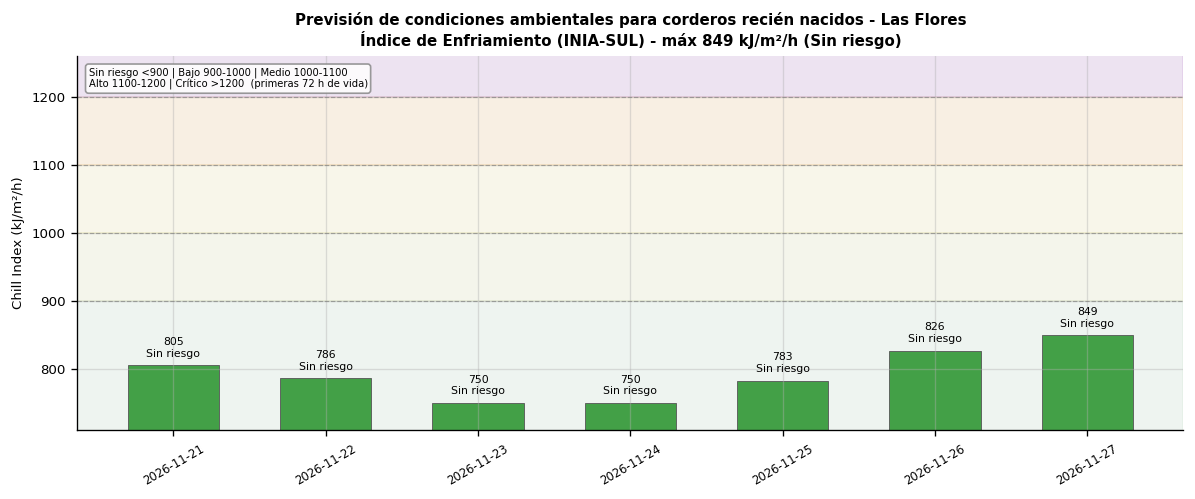 Previsión de condiciones ambientales para corderos recién nacidos - Las Flores
Índice de Enfriamiento (INIA-SUL) - máx 849 kJ/m²/h (Sin riesgo)
Sin riesgo <900 | Bajo 900-1000 | Medio 1000-1100
Alto 1100-1200 | Crítico >1200  (primeras 72 h de vida)
Chill Index (kJ/m²/h)
1200
1100
1000
900
800
805
Sin riesgo
786
Sin riesgo
750
Sin riesgo
750
Sin riesgo
783
Sin riesgo
826
Sin riesgo
849
Sin riesgo
2026-11-21
2026-11-22
2026-11-23
2026-11-24
2026-11-25
2026-11-26
2026-11-27